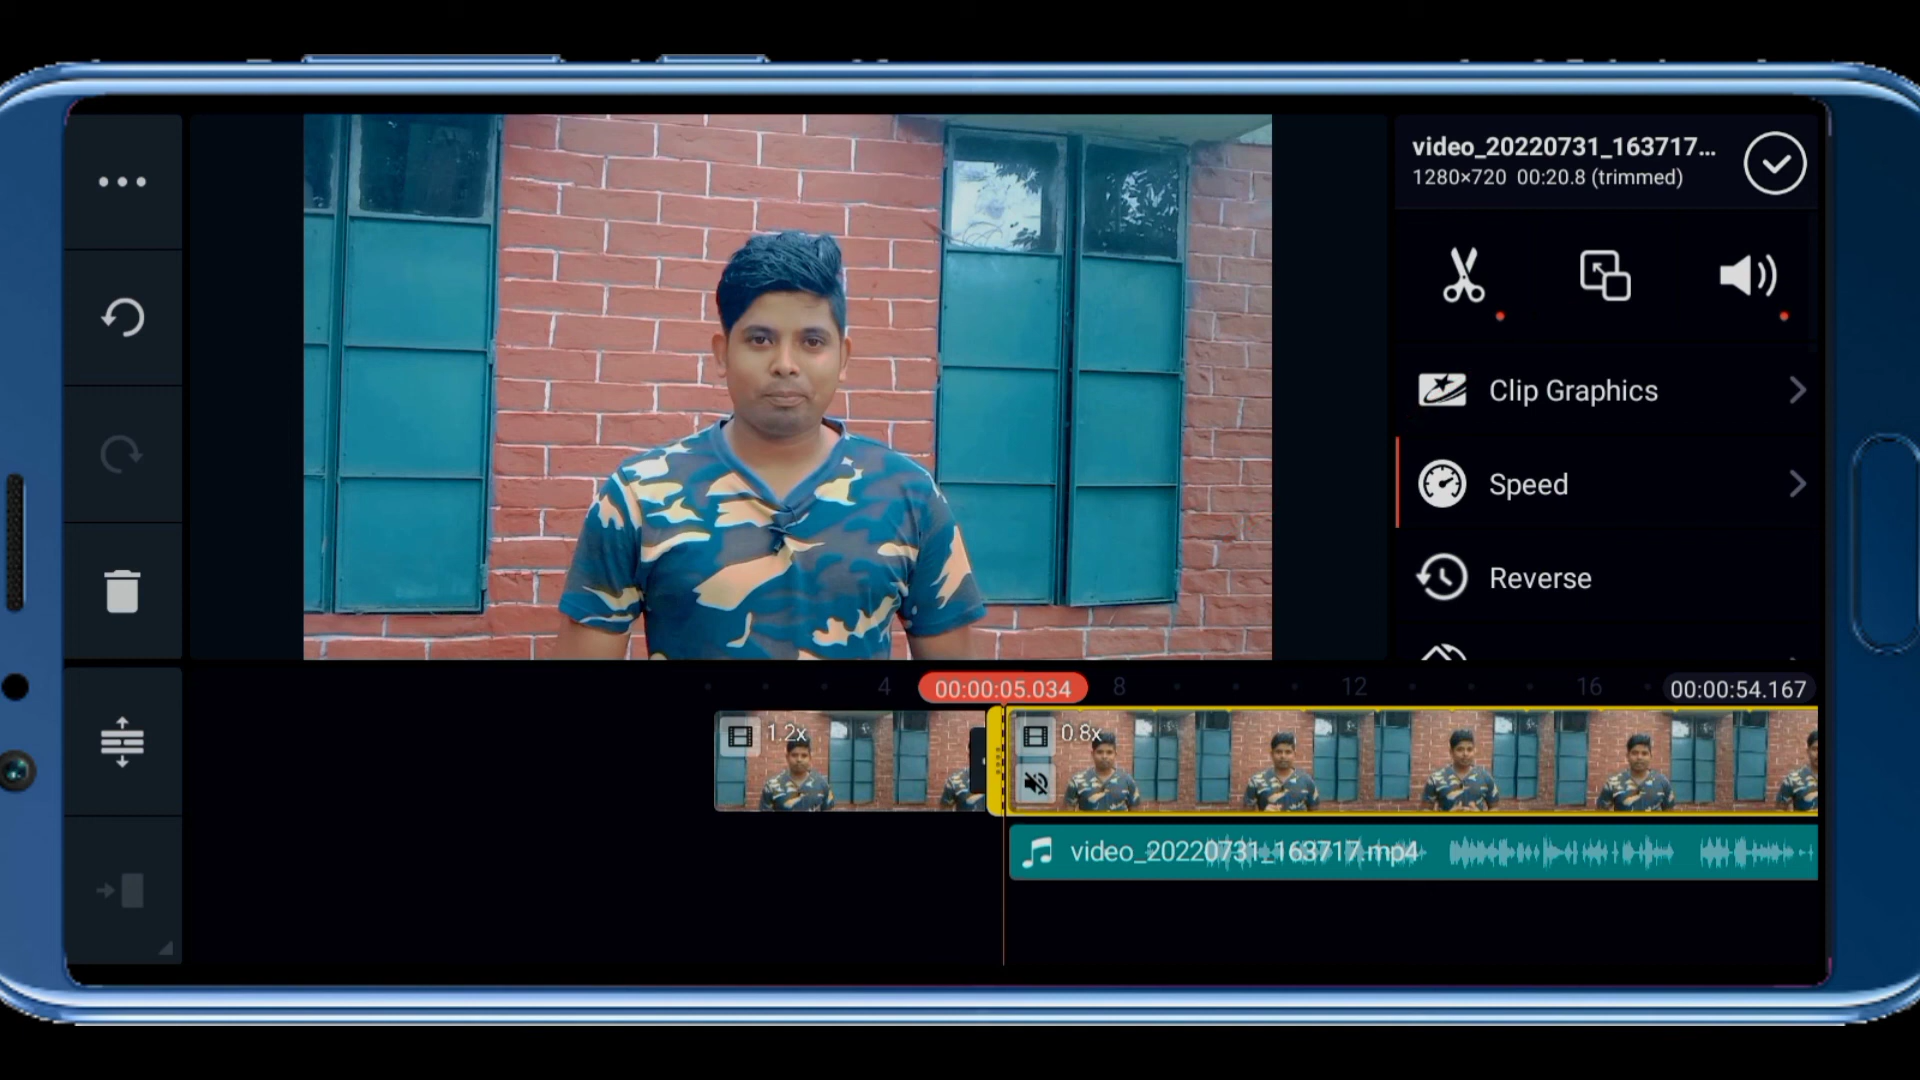 video_20220731_163717...
1280×720 00:20.8 (trimmed)
Clip Graphics
Speed
Reverse
4
00:00:05.034
8
12
16
00:00:54.167
1.2x
0.8x
video_20220731_163717.mp4